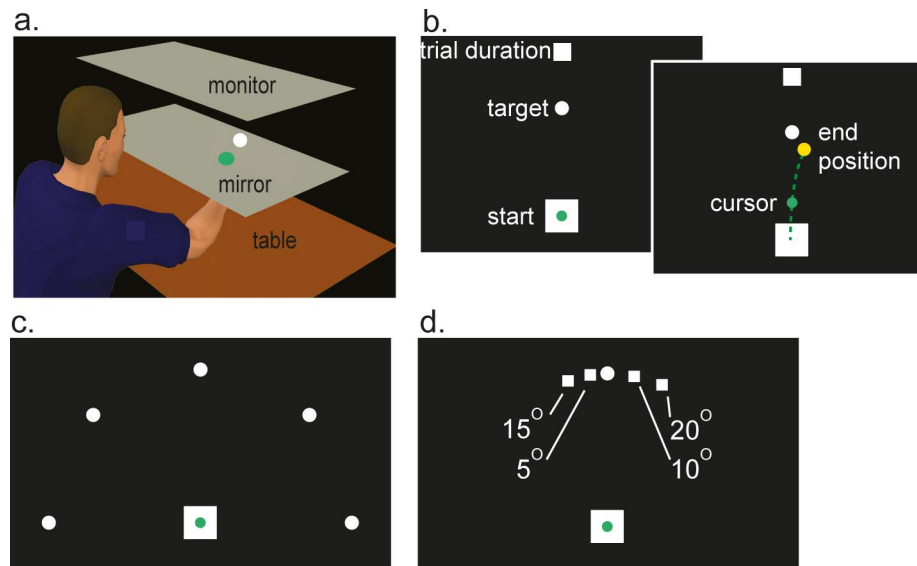 a.
monitor
mirror
table
b.
trial duration
target
start
end
position
cursor
c.
d.
15°
20°
5°
10°